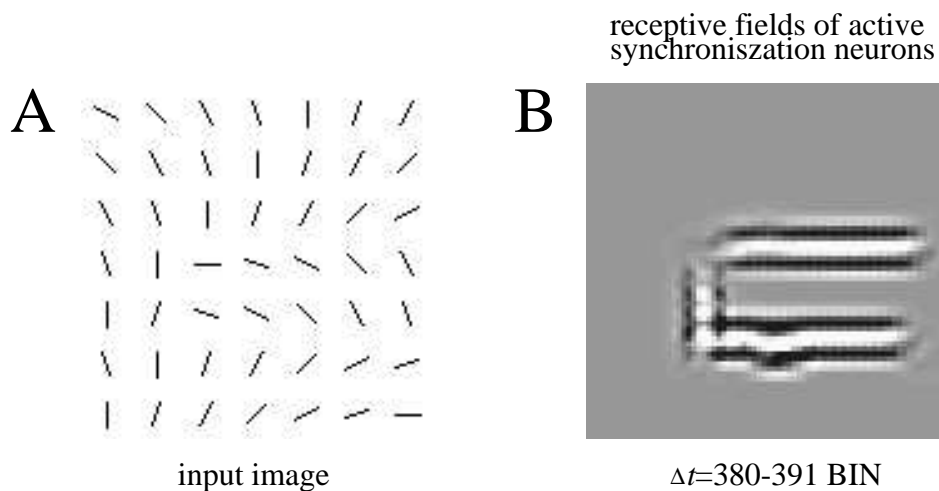 receptive fields of active
synchroniszation neurons
A
B
input image
Δt=380-391 BIN